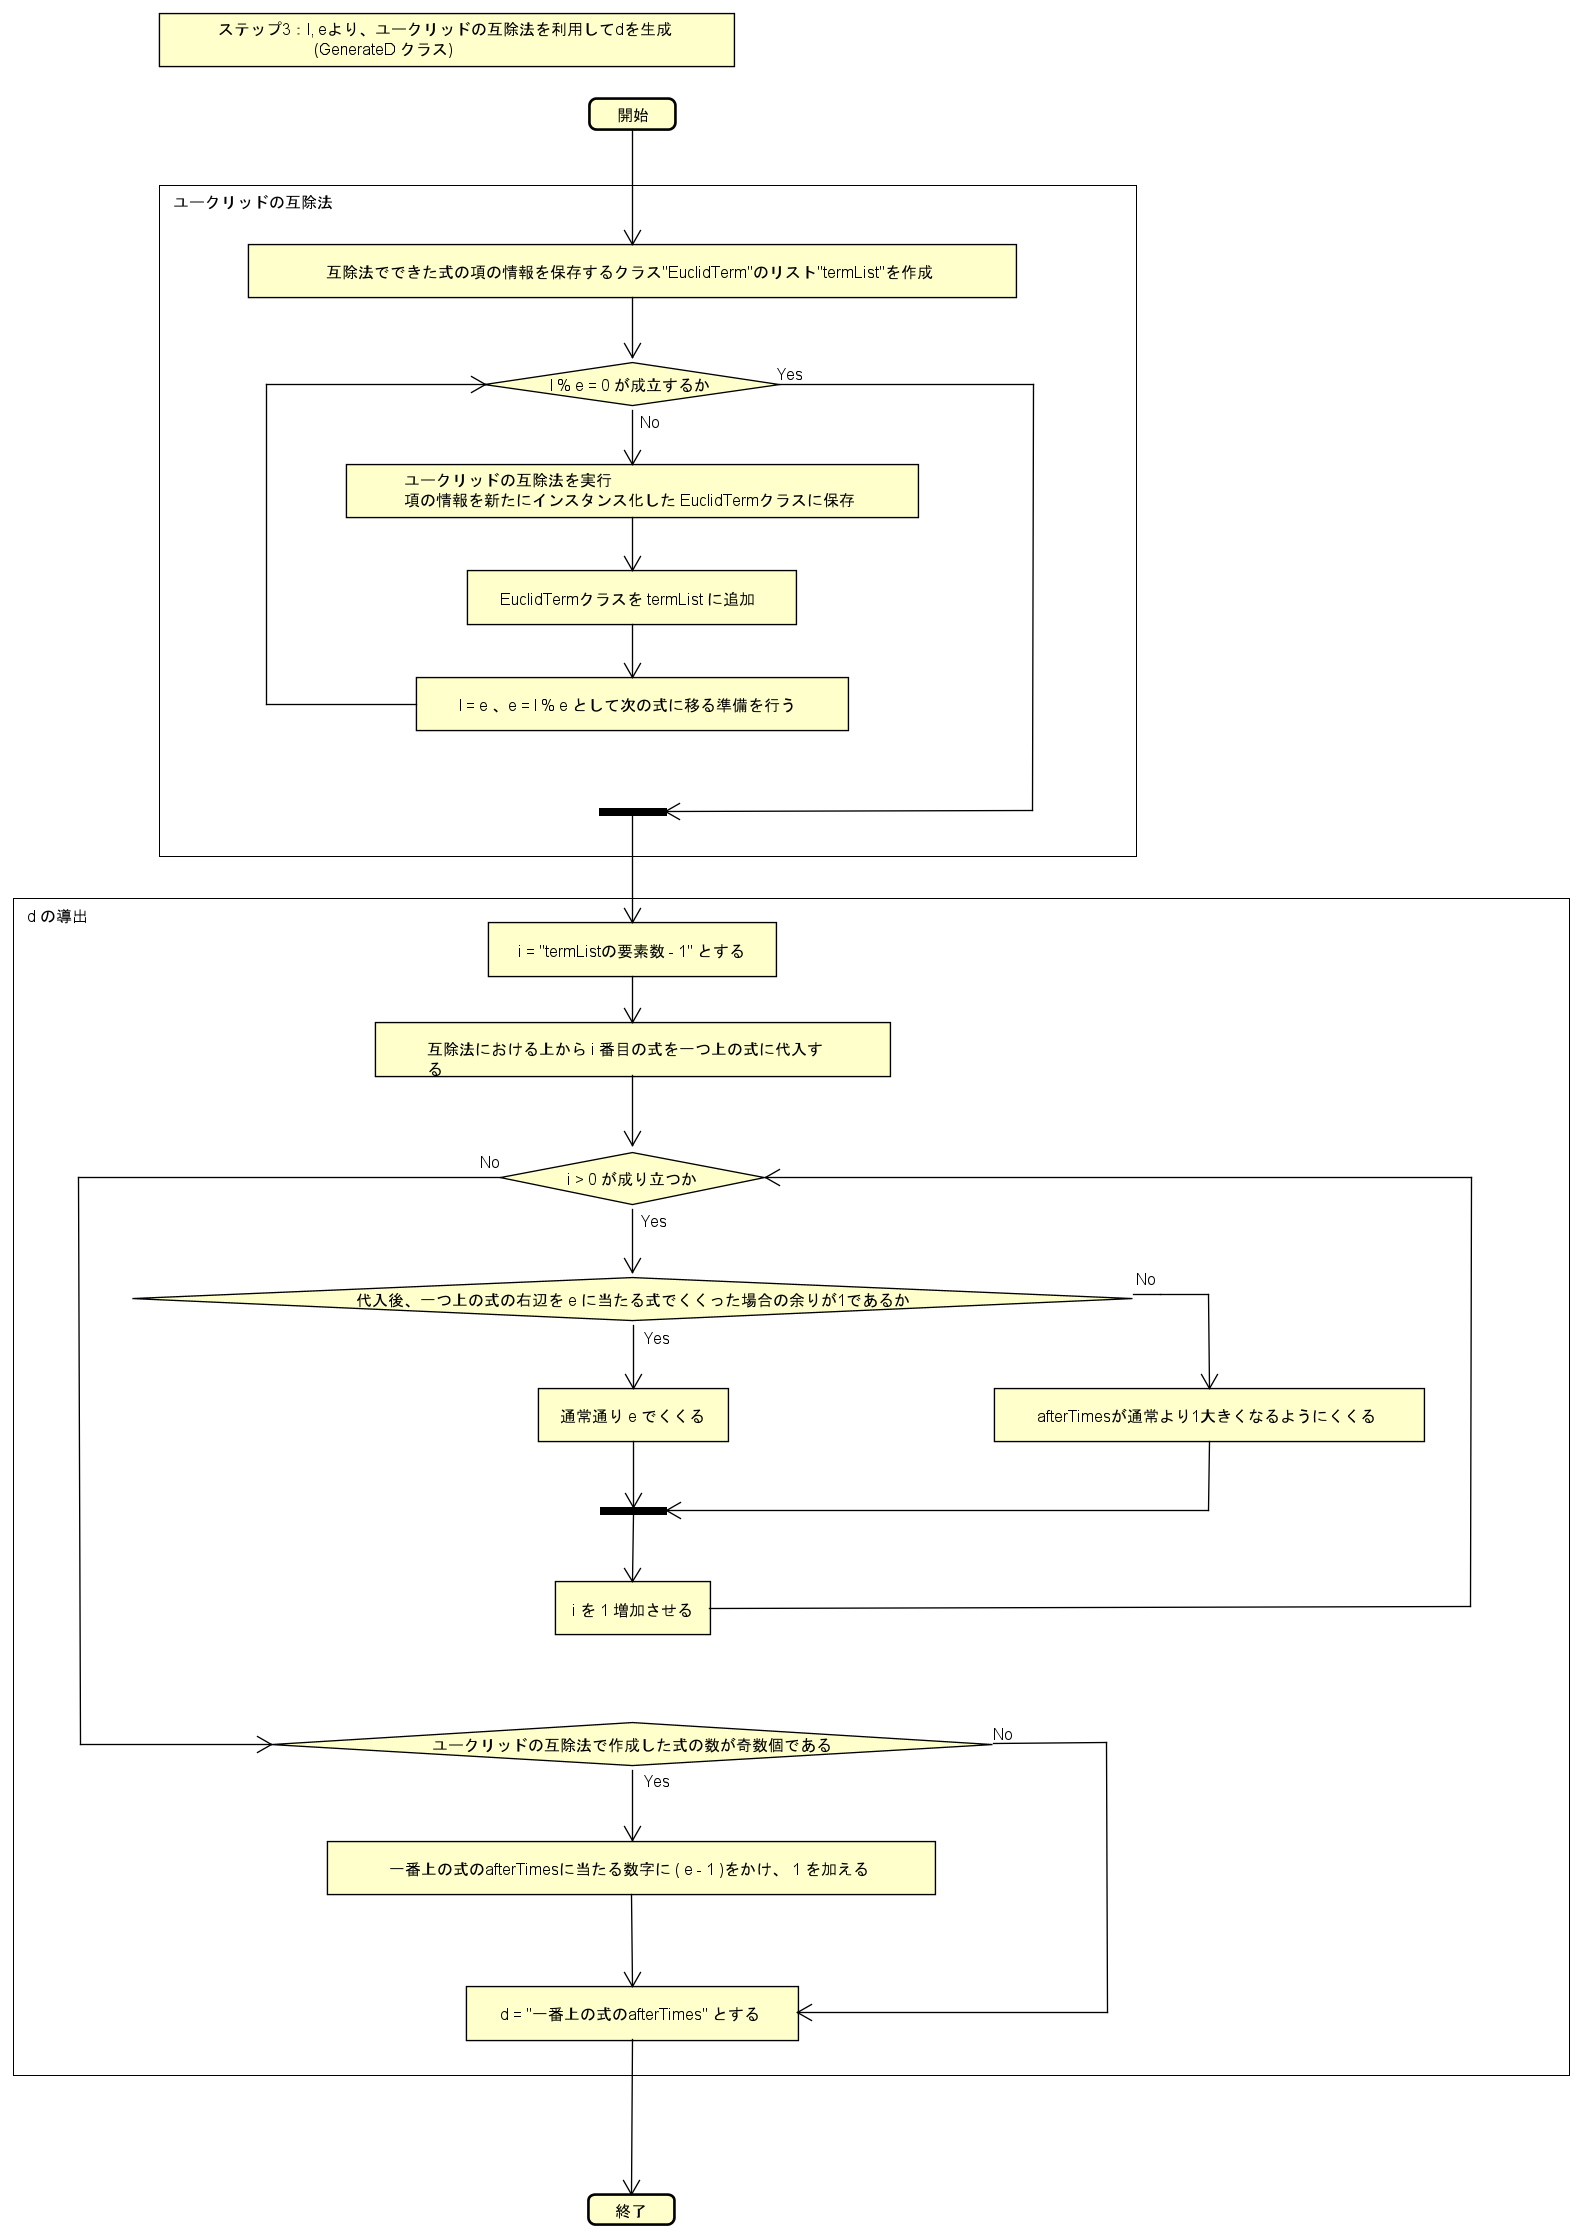 ステップ3：l, eより、ユークリッドの互除法を利用してdを生成
(GenerateD クラス)
開始
ユークリッドの互除法
互除法でできた式の項の情報を保存するクラス"EuclidTerm"のリスト"termList"を作成
l % e = 0 が成立するか
Yes
No
ユークリッドの互除法を実行
項の情報を新たにインスタンス化した EuclidTermクラスに保存
EuclidTermクラスを termList に追加
l = e 、e = l % e として次の式に移る準備を行う
d の導出
i = "termListの要素数 - 1" とする
互除法における上から i 番目の式を一つ上の式に代入す
る
No
i > 0 が成り立つか
Yes
代入後、一つ上の式の右辺を e に当たる式でくくった場合の余りが1であるか
No
Yes
通常通り e でくくる
afterTimesが通常より1大きくなるようにくくる
i を 1 増加させる
ユークリッドの互除法で作成した式の数が奇数個である
No
Yes
一番上の式のafterTimesに当たる数字に ( e - 1 )をかけ、 1 を加える
d = "一番上の式のafterTimes" とする
終了